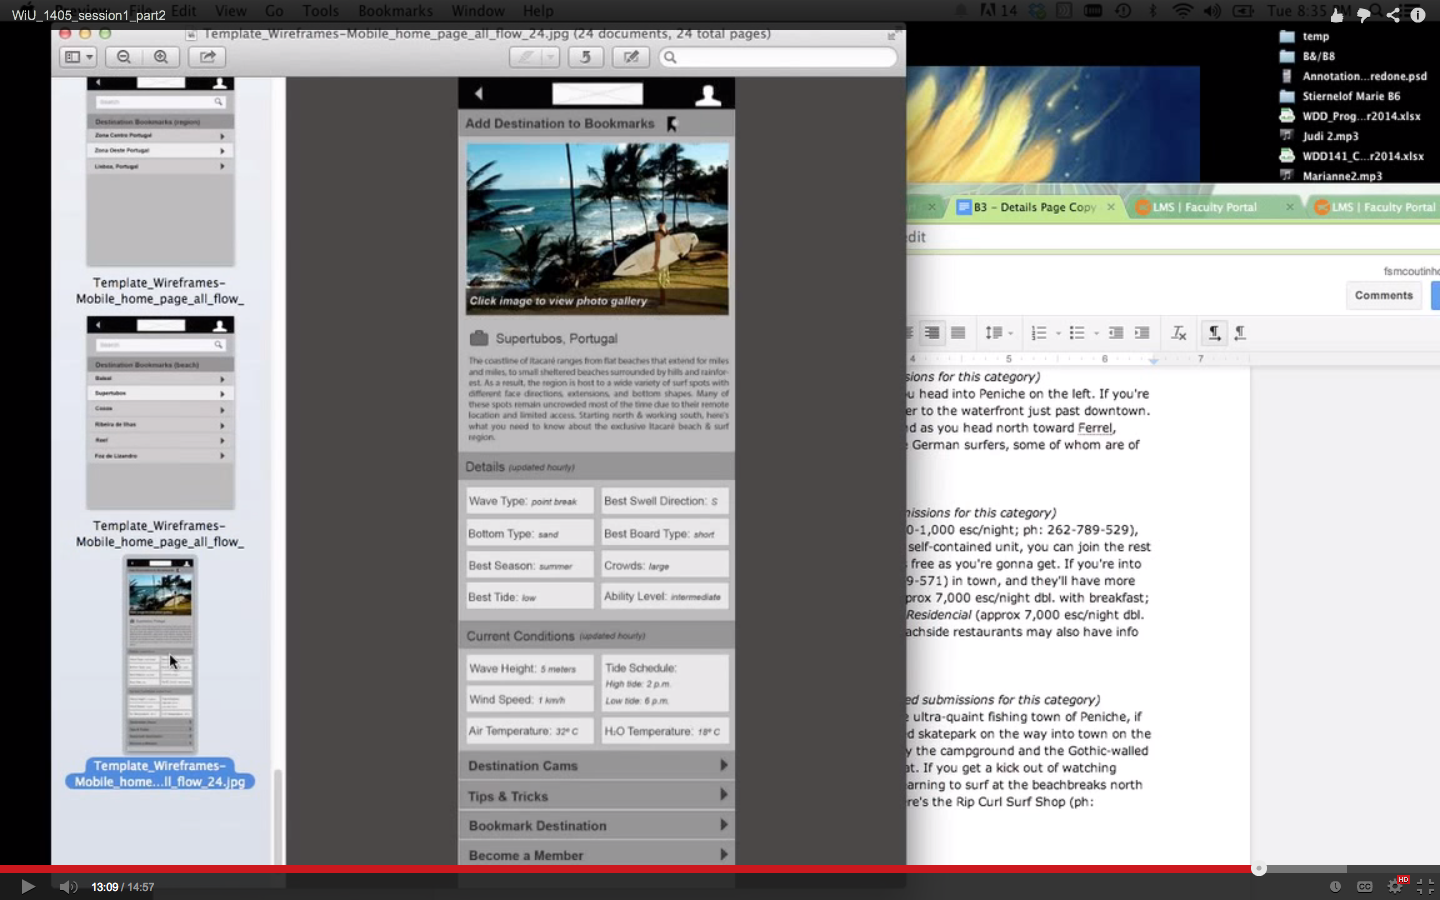 WiU_1405_session1_part2
Edit View Go Tools Bookmarks Window Help
14
Tue 8:35
Template_Wireframes-Mobile_home_page_all_flow_24.jpg (24 documents, 24 total pages)
Search
Destination Bookmarks (region)
Zona Centro Portugal
Zona Oeste Portugal
Lisboa, Portugal
Template_Wireframes-
Mobile_home_page_all_flow_
Search
Destination Bookmarks (beach)
Baleal
Supertubos
Coxos
Ribeira de Ilhas
Reef
Foz de Lizandro
Template_Wireframes-
Mobile_home_page_all_flow_
Template_Wireframes-
Mobile_home...ll_flow_24.jpg
Add Destination to Bookmarks
Click image to view photo gallery
Supertubos, Portugal
The coastline of Itacaré ranges from flat beaches that extend for miles
and miles, to small sheltered beaches surrounded by hills and rainfor-
est. As a result, the region is host to a wide variety of surf spots with
different face directions, extensions, and bottom shapes. Many of
these spots remain uncrowded most of the time due to their remote
location and limited access. Starting north & working south, here's
what you need to know about the exclusive Itacaré beach & surf
region.
Details (updated hourly)
Wave Type: point break
Best Swell Direction: S
Bottom Type: sand
Best Board Type: short
Best Season: summer
Crowds: large
Best Tide: low
Ability Level: intermediate
Current Conditions (updated hourly)
Wave Height: 5 meters
Tide Schedule:
High tide: 2 p.m.
Low tide: 6 p.m.
Wind Speed: 1 km/h
Air Temperature: 32º C
H₂O Temperature: 18º C
Destination Cams
Tips & Tricks
Bookmark Destination
Become a Member
temp
B&/B8
Annotation...redone.psd
Stiernelof Marie B6
WDD_Prog...r2014.xlsx
Judi 2.mp3
WDD141_C...r2014.xlsx
Marianne2.mp3
B3 - Details Page Copy
LMS | Faculty Portal
LMS | Faculty Portal
edit
fsmcoutinho
Comments
4 5 6 7
sions for this category)
u head into Peniche on the left. If you're
er to the waterfront just past downtown.
d as you head north toward Ferrel,
German surfers, some of whom are of
missions for this category)
0-1,000 esc/night; ph: 262-789-529),
self-contained unit, you can join the rest
free as you're gonna get. If you're into
9-571) in town, and they'll have more
prox 7,000 esc/night dbl. with breakfast;
Residencial (approx 7,000 esc/night dbl.
achside restaurants may also have info
ed submissions for this category)
ultra-quaint fishing town of Peniche, if
d skatepark on the way into town on the
y the campground and the Gothic-walled
at. If you get a kick out of watching
arning to surf at the beachbreaks north
re's the Rip Curl Surf Shop (ph:
13:09 / 14:57
CC
HD